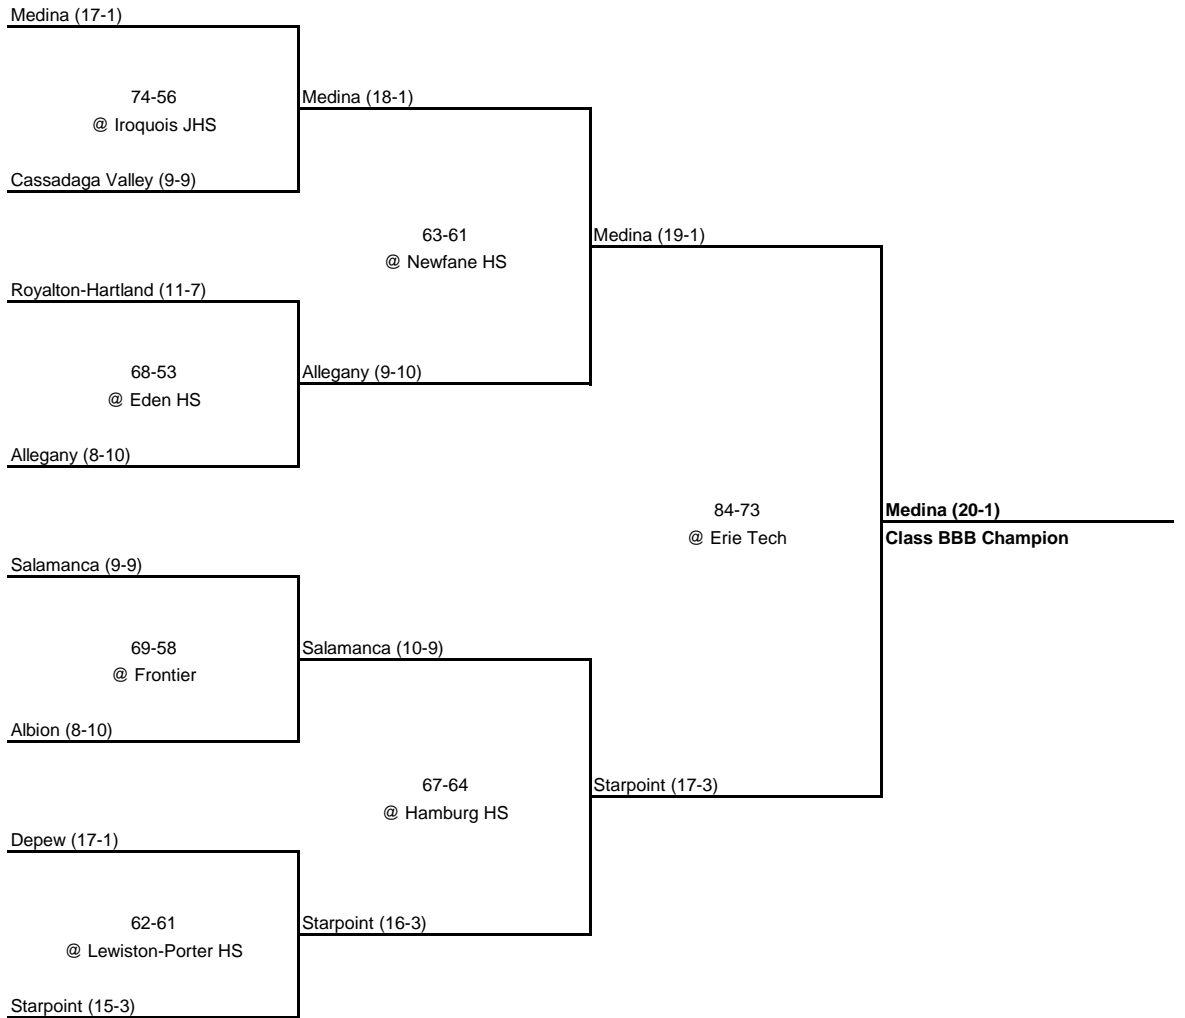 Medina (17-1)
74-56
@ Iroquois JHS
Medina (18-1)
Cassadaga Valley (9-9)
63-61
@ Newfane HS
Medina (19-1)
Royalton-Hartland (11-7)
68-53
@ Eden HS
Allegany (9-10)
Allegany (8-10)
84-73
@ Erie Tech
Medina (20-1)
Class BBB Champion
Salamanca (9-9)
69-58
@ Frontier
Salamanca (10-9)
Albion (8-10)
67-64
@ Hamburg HS
Starpoint (17-3)
Depew (17-1)
62-61
@ Lewiston-Porter HS
Starpoint (16-3)
Starpoint (15-3)